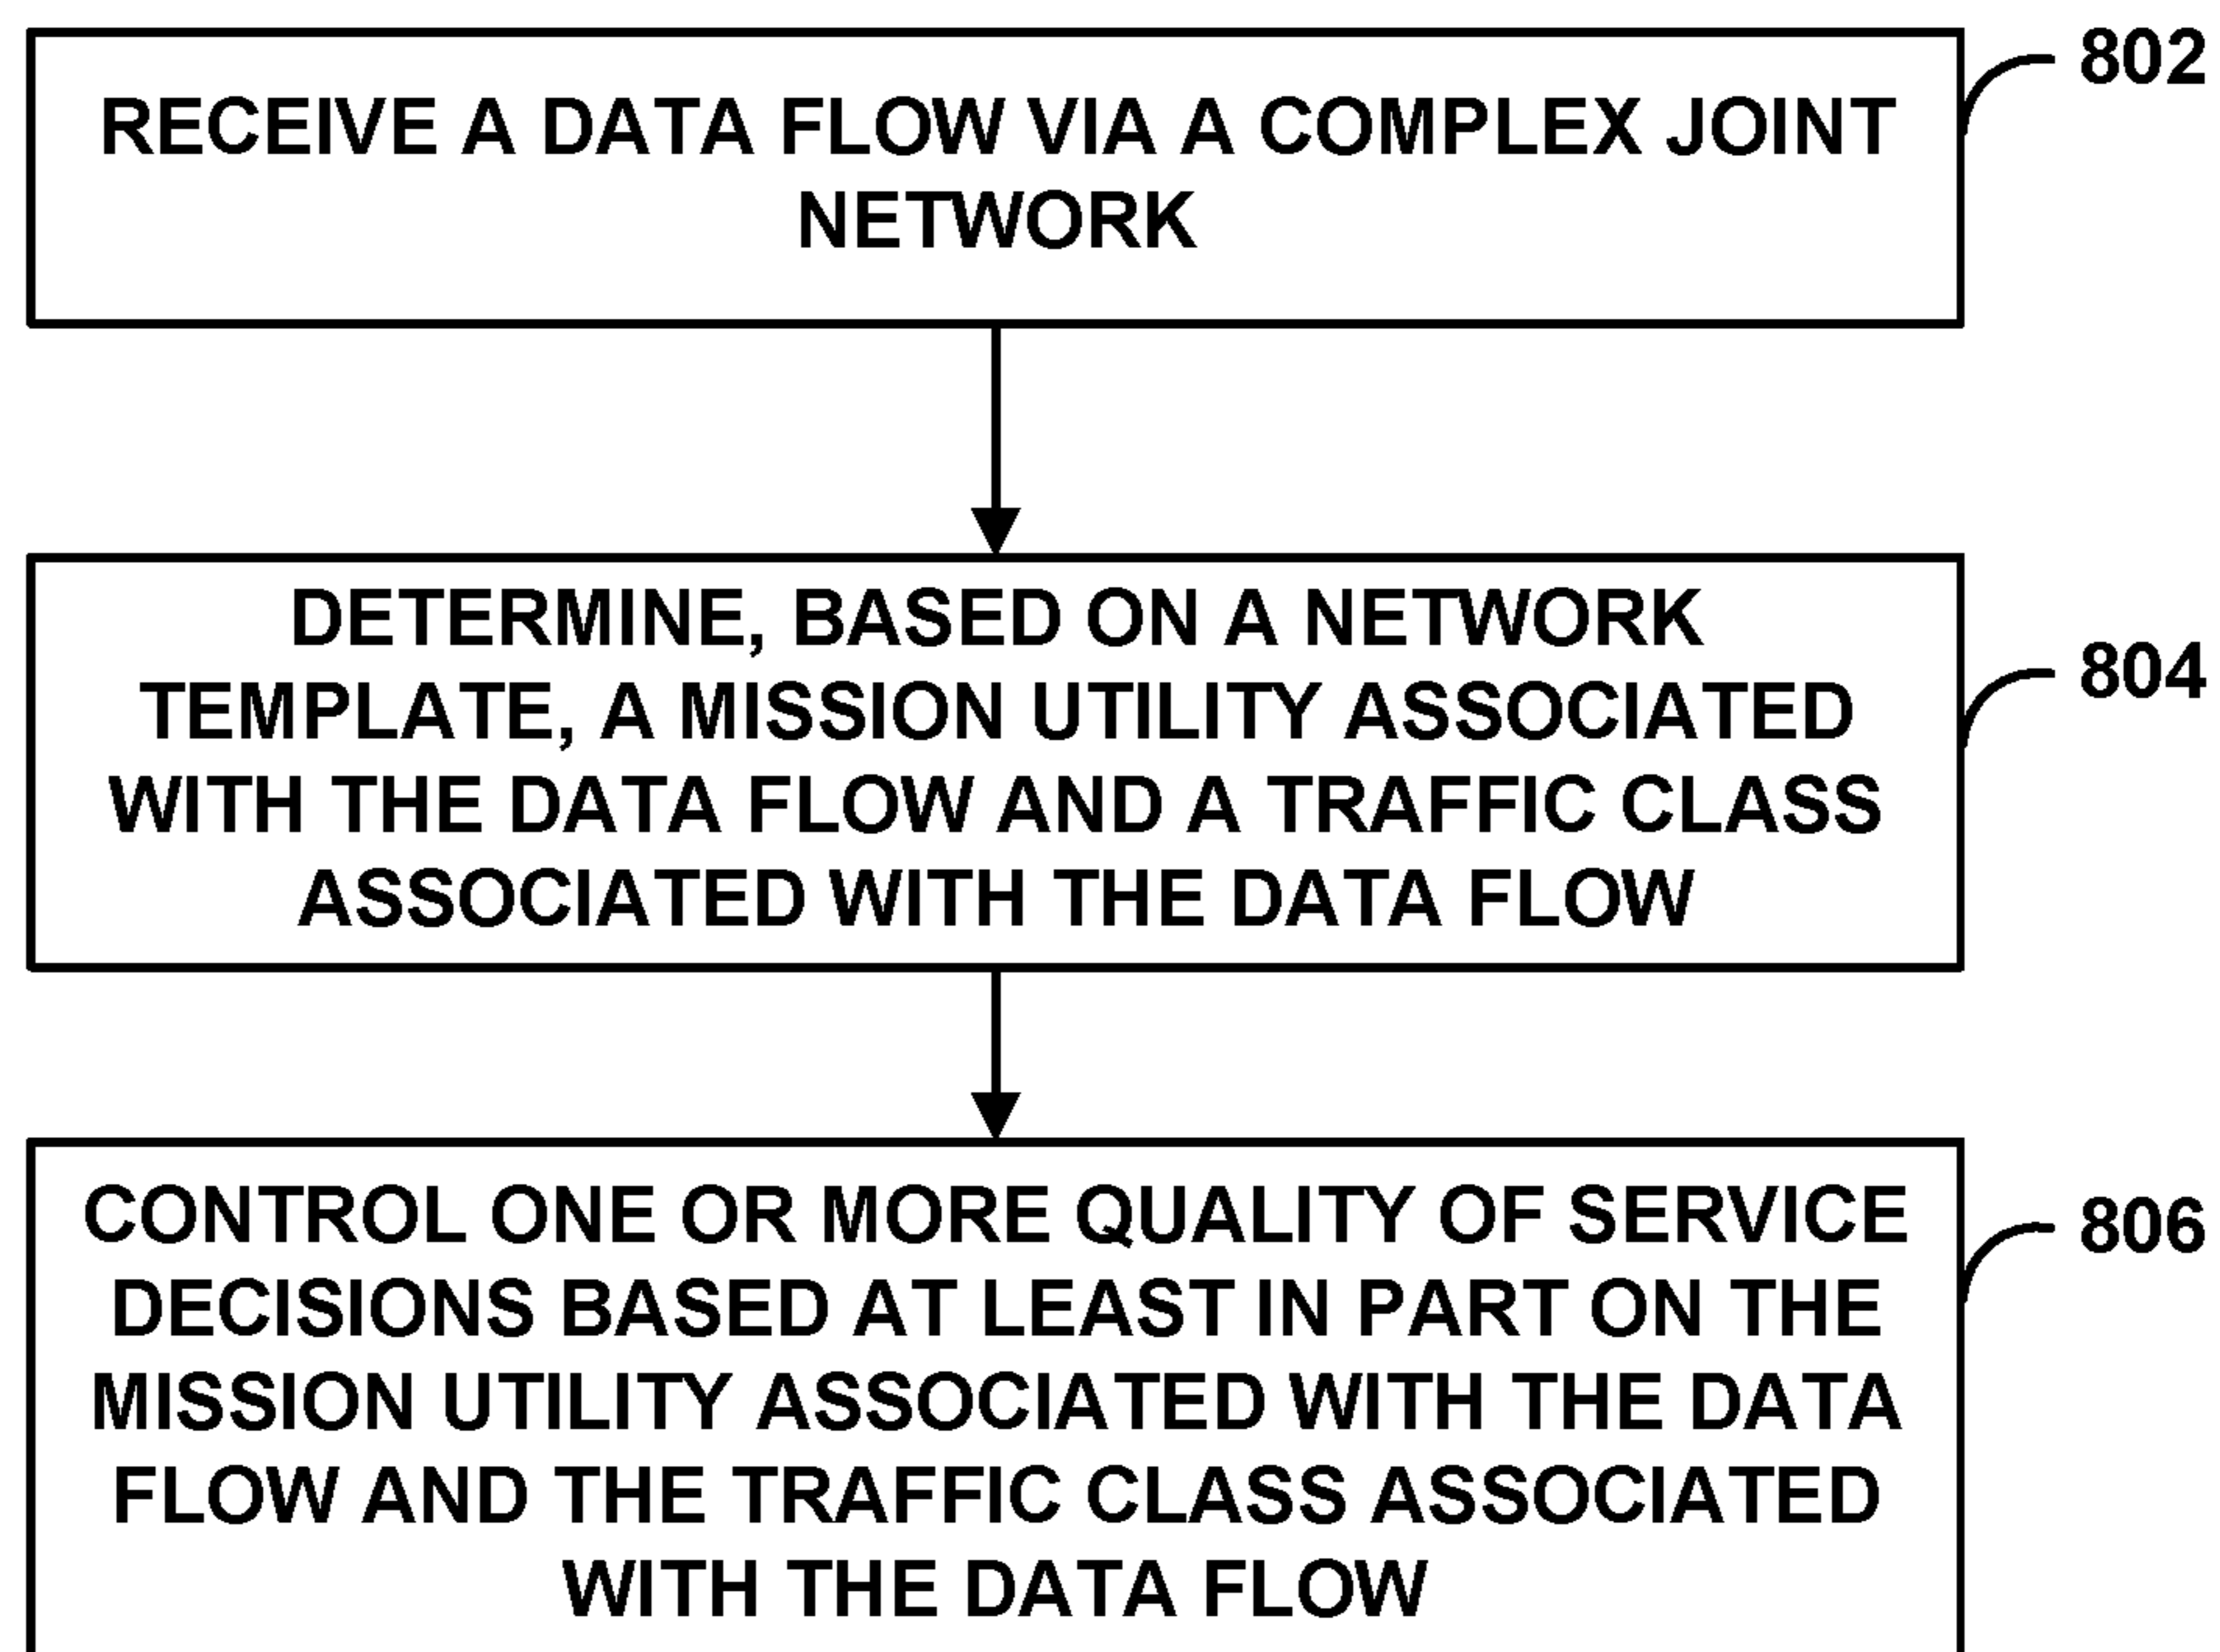 RECEIVE A DATA FLOW VIA A COMPLEX JOINT
NETWORK
802
DETERMINE, BASED ON A NETWORK
TEMPLATE, A MISSION UTILITY ASSOCIATED
WITH THE DATA FLOW AND A TRAFFIC CLASS
ASSOCIATED WITH THE DATA FLOW
804
CONTROL ONE OR MORE QUALITY OF SERVICE
DECISIONS BASED AT LEAST IN PART ON THE
MISSION UTILITY ASSOCIATED WITH THE DATA
FLOW AND THE TRAFFIC CLASS ASSOCIATED
WITH THE DATA FLOW
806